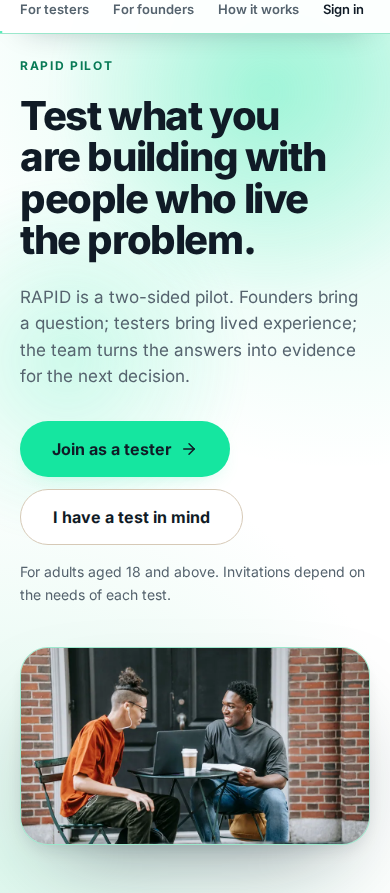 For testers For founders How it works Sign in
RAPID PILOT
Test what you
are building with
people who live
the problem.
RAPID is a two-sided pilot. Founders bring
a question; testers bring lived experience;
the team turns the answers into evidence
for the next decision.
Join as a tester →
I have a test in mind
For adults aged 18 and above. Invitations depend on
the needs of each test.